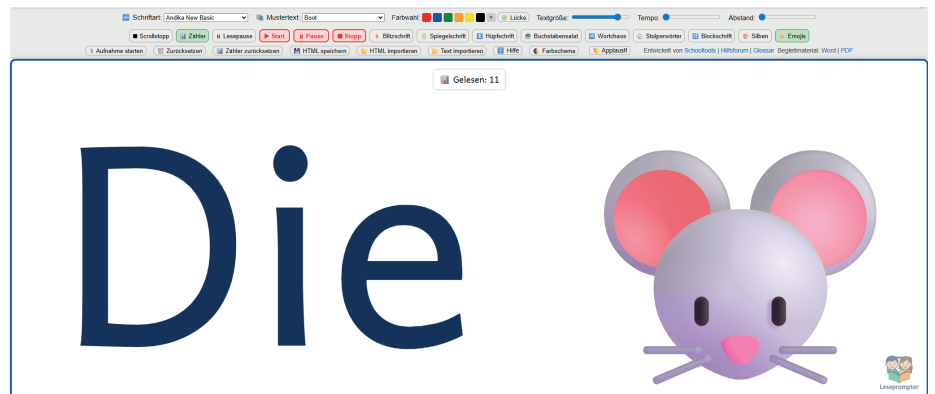 Schriftart: Andika New Basic Mustertext: Boot Farbwahl: × Lücke Textgröße: Tempo: Abstand:
Scrollstopp Zähler Lesepause Start Pause Stopp Blitzschrift Spiegelschrift Hüpfschrift Buchstabensalat Wortchaos Stolperwörter Blockschrift Silben Emojis
Aufnahme starten Zurücksetzen Zähler zurücksetzen HTML speichern HTML importieren Text importieren Hilfe Farbschema Applaus!! Entwickelt von Schooltools | Hilfsforum | Glossar Begleitmaterial: Word | PDF
Gelesen: 11
Die
Leseprompter